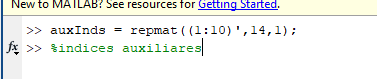 New to MATLAB? See resources for Getting Started.
>> auxInds = repmat((1:10)',14,1);
fx >> %indices auxiliares